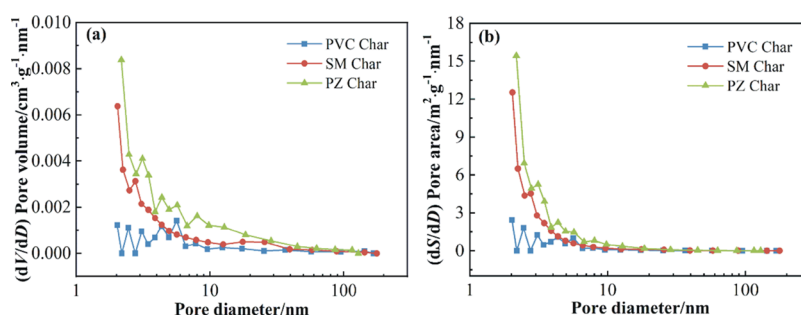 (a)
PVC Char
SM Char
PZ Char
(dV/dD) Pore volume/cm³·g⁻¹·nm⁻¹
0.010
0.008
0.006
0.004
0.002
0.000
1
10
100
Pore diameter/nm
(b)
PVC Char
SM Char
PZ Char
(dS/dD) Pore area/m²·g⁻¹·nm⁻¹
18
15
12
9
6
3
0
1
10
100
Pore diameter/nm